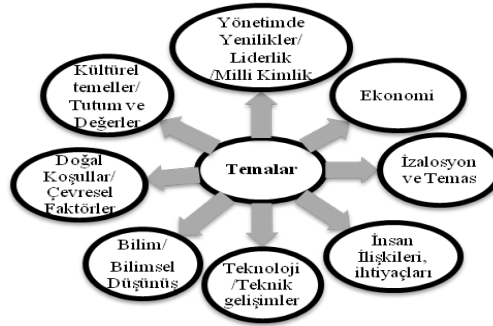 Yönetimde
Yenilikler/
Liderlik
/Milli Kimlik
Kültürel
temeller/
Tutum ve
Değerler
Ekonomi
Temalar
Doğal
Koşullar/
Çevresel
Faktörler
İzalosyon
ve Temas
Bilim/
Bilimsel
Düşünüş
Teknoloji
/Teknik
gelişimler
İnsan
İlişkileri,
ihtiyaçları